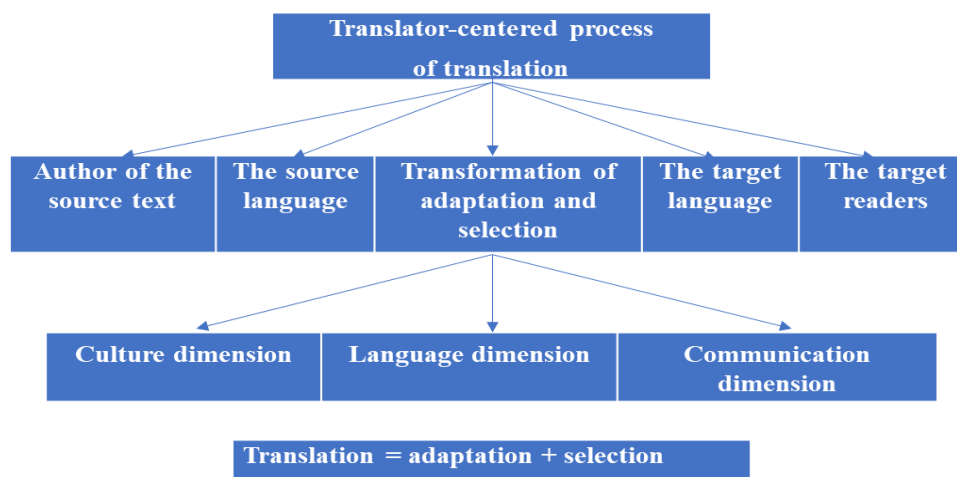 Translator-centered process
of translation
Author of the
source text
The source
language
Transformation of
adaptation and
selection
The target
language
The target
readers
Culture dimension
Language dimension
Communication
dimension
Translation = adaptation + selection